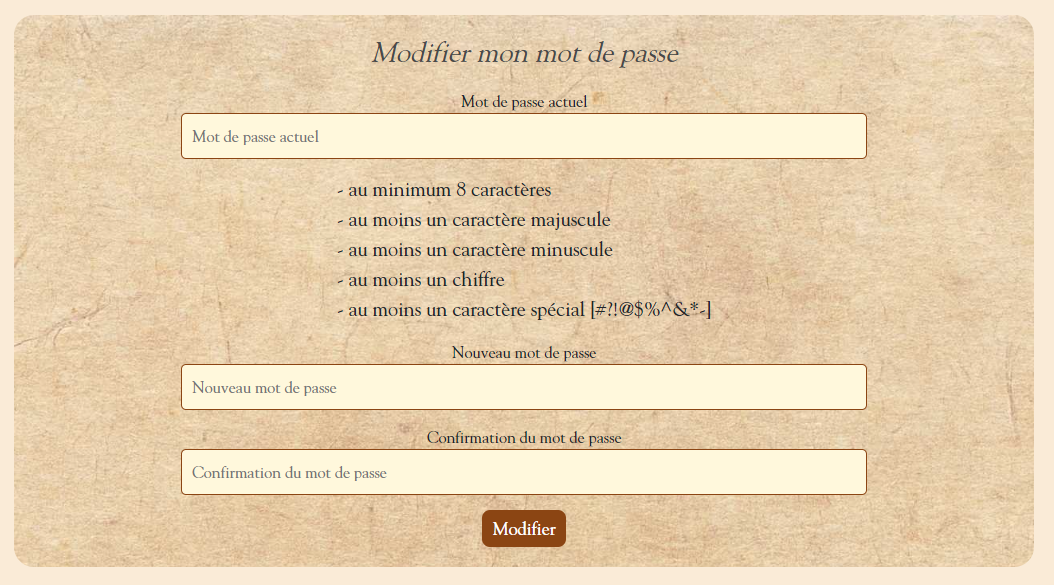 Modifier mon mot de passe
Mot de passe actuel
Mot de passe actuel
- au minimum 8 caractères
- au moins un caractère majuscule
- au moins un caractère minuscule
- au moins un chiffre
- au moins un caractère spécial [#?!@$%^&*-]
Nouveau mot de passe
Nouveau mot de passe
Confirmation du mot de passe
Confirmation du mot de passe
Modifier